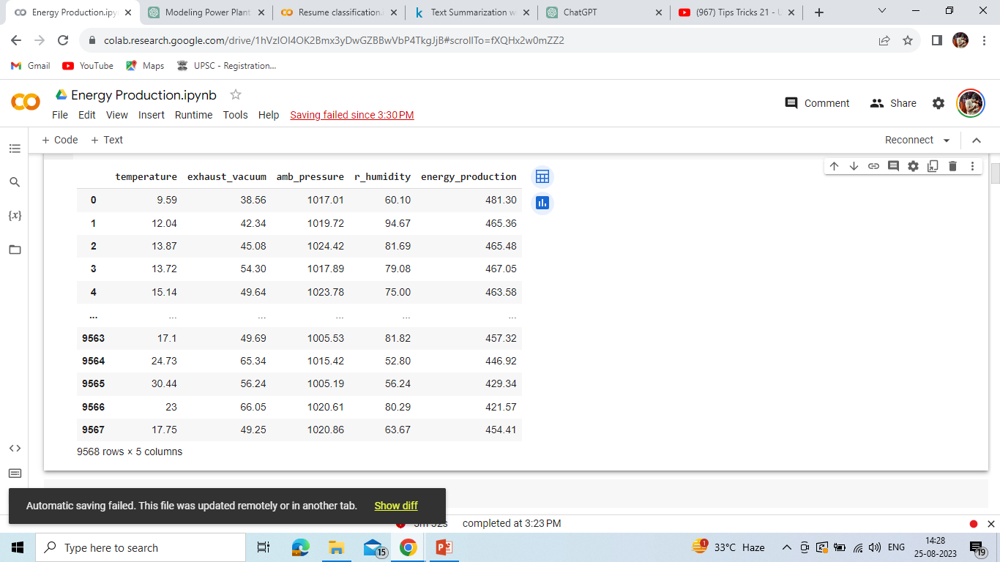 Energy Production.ipy
Modeling Power Plant
Resume classification.
Text Summarization w
ChatGPT
(967) Tips Tricks 21 - U
colab.research.google.com/drive/1hVzlOI4OK2Bmx3yDwGZBBwVbP4TkgJjB#scrollTo=fXQHx2w0mZZ2
Gmail YouTube Maps UPSC - Registration...
Energy Production.ipynb
Comment Share
File Edit View Insert Runtime Tools Help Saving failed since 3:30 PM
+ Code + Text Reconnect
temperature exhaust_vacuum amb_pressure r_humidity energy_production
0 9.59 38.56 1017.01 60.10 481.30
1 12.04 42.34 1019.72 94.67 465.36
2 13.87 45.08 1024.42 81.69 465.48
{x}
3 13.72 54.30 1017.89 79.08 467.05
4 15.14 49.64 1023.78 75.00 463.58
... ... ... ... ... ...
9563 17.1 49.69 1005.53 81.82 457.32
9564 24.73 65.34 1015.42 52.80 446.92
9565 30.44 56.24 1005.19 56.24 429.34
9566 23 66.05 1020.61 80.29 421.57
9567 17.75 49.25 1020.86 63.67 454.41
9568 rows × 5 columns
Automatic saving failed. This file was updated remotely or in another tab. Show diff
completed at 3:23 PM
Type here to search
15
1
33°C Haze
ENG
14:28
25-08-2023
19